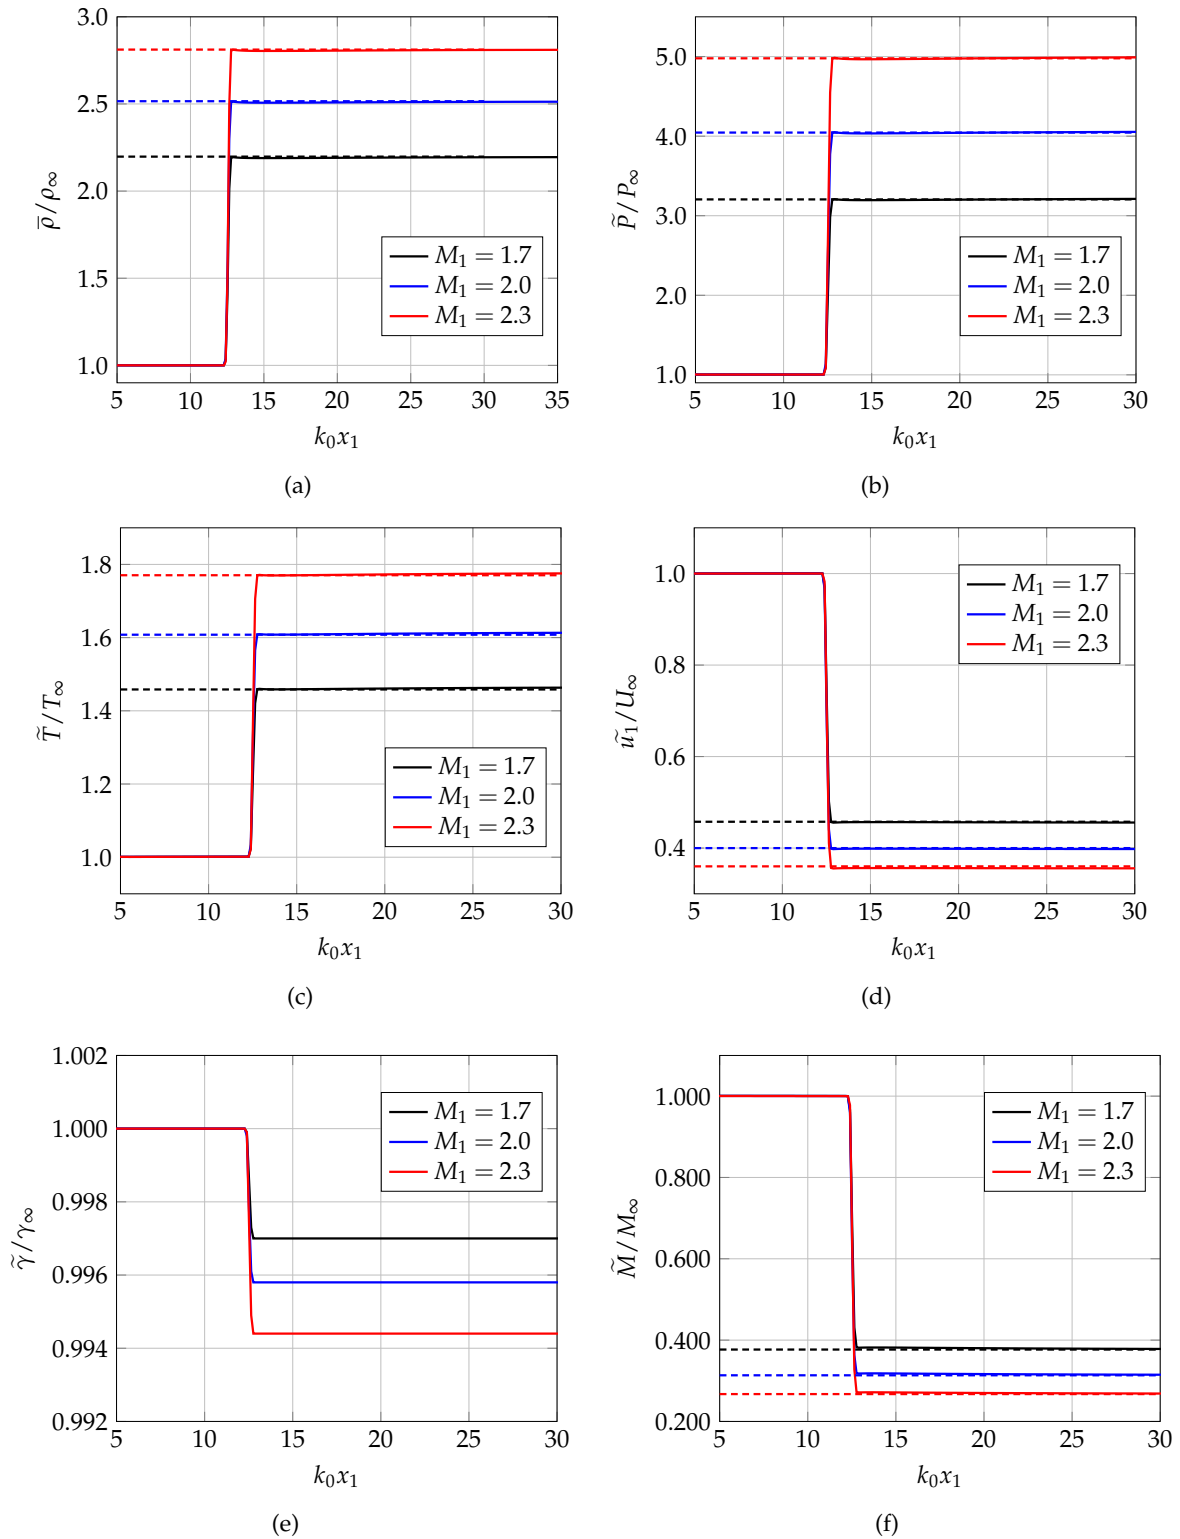 3.0
2.5
2.0
1.5
1.0
ρ̅/ρ∞
5 10 15 20 25 30 35
k₀x₁
M₁ = 1.7
M₁ = 2.0
M₁ = 2.3
(a)
5.0
4.0
3.0
2.0
1.0
P̃/P∞
5 10 15 20 25 30
k₀x₁
M₁ = 1.7
M₁ = 2.0
M₁ = 2.3
(b)
1.8
1.6
1.4
1.2
1.0
T̃/T∞
5 10 15 20 25 30
k₀x₁
M₁ = 1.7
M₁ = 2.0
M₁ = 2.3
(c)
1.0
0.8
0.6
0.4
ũ₁/U∞
5 10 15 20 25 30
k₀x₁
M₁ = 1.7
M₁ = 2.0
M₁ = 2.3
(d)
1.002
1.000
0.998
0.996
0.994
0.992
γ̃/γ∞
5 10 15 20 25 30
k₀x₁
M₁ = 1.7
M₁ = 2.0
M₁ = 2.3
(e)
1.000
0.800
0.600
0.400
0.200
M̃/M∞
5 10 15 20 25 30
k₀x₁
M₁ = 1.7
M₁ = 2.0
M₁ = 2.3
(f)